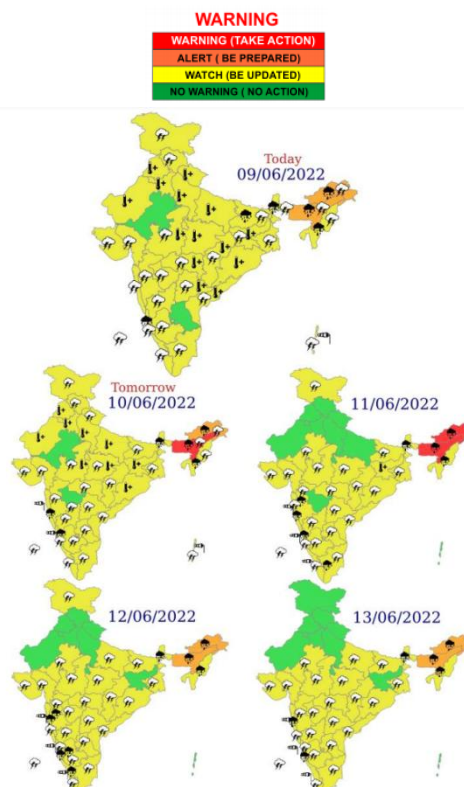 WARNING
WARNING (TAKE ACTION)
ALERT ( BE PREPARED)
WATCH (BE UPDATED)
NO WARNING ( NO ACTION)
Today
09/06/2022
Tomorrow
10/06/2022
11/06/2022
12/06/2022
13/06/2022